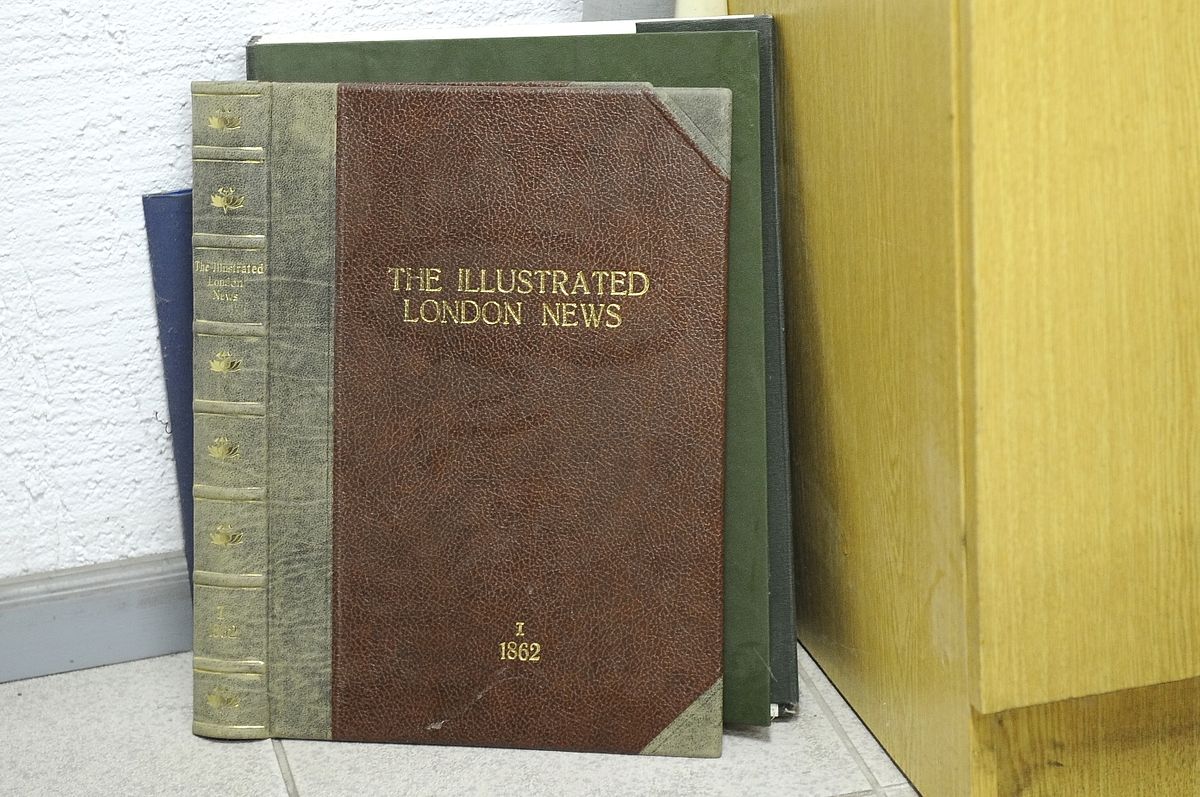 The Illustrated
London
News
I
1862
THE ILLUSTRATED
LONDON NEWS
I
1862